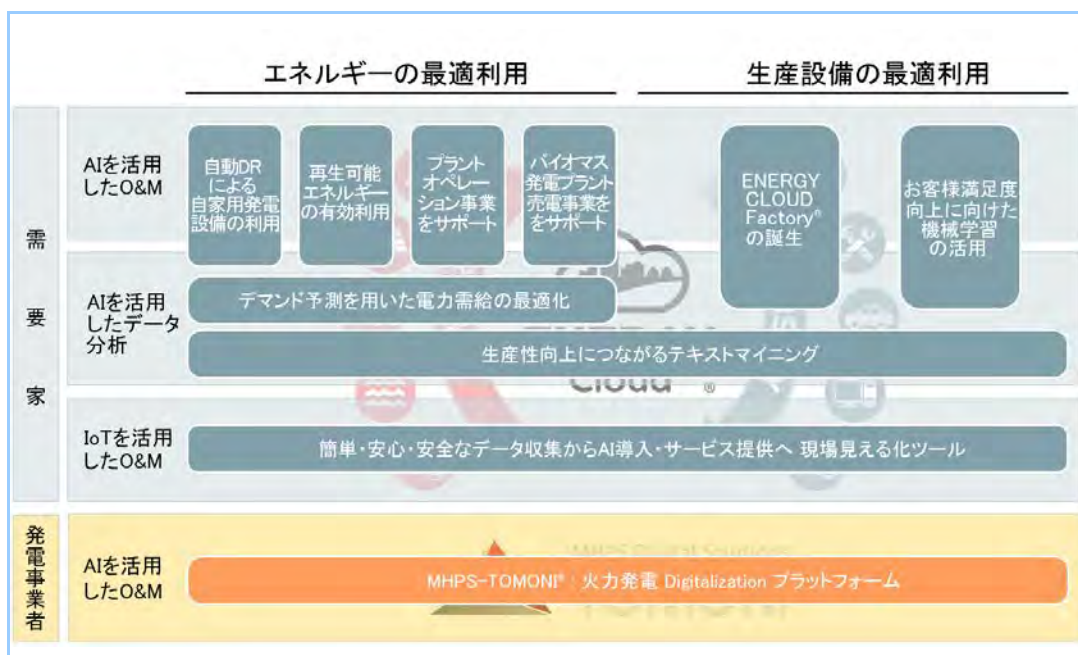 エネルギーの最適利用
生産設備の最適利用
需要家
AIを活用
したO&M
自動DR
による
自家用発電
設備の利用
再生可能
エネルギー
の有効利用
プラント
オペレー
ション事業
をサポート
バイオマス
発電プラント
売電事業を
をサポート
ENERGY
CLOUD
Factory®
の誕生
お客様満足度
向上に向けた
機械学習
の活用
AIを活用
したデータ
分析
デマンド予測を用いた電力需給の最適化
生産性向上につながるテキストマイニング
Cloud ®
IoTを活用
したO&M
簡単・安心・安全なデータ収集からAI導入・サービス提供へ 現場見える化ツール
発電事業者
AIを活用
したO&M
MHPS-TOMONI®：火力発電 Digitalization プラットフォーム